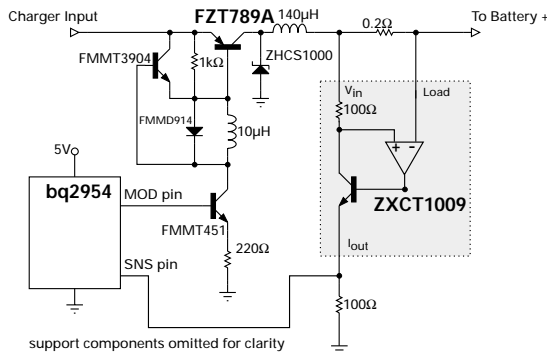 Charger Input
FZT789A
140µH
0.2Ω
To Battery +
FMMT3904
1kΩ
ZHCS1000
Vin
Load
100Ω
FMMD914
10µH
+ -
5V
bq2954
MOD pin
ZXCT1009
FMMT451
Iout
220Ω
SNS pin
100Ω
support components omitted for clarity